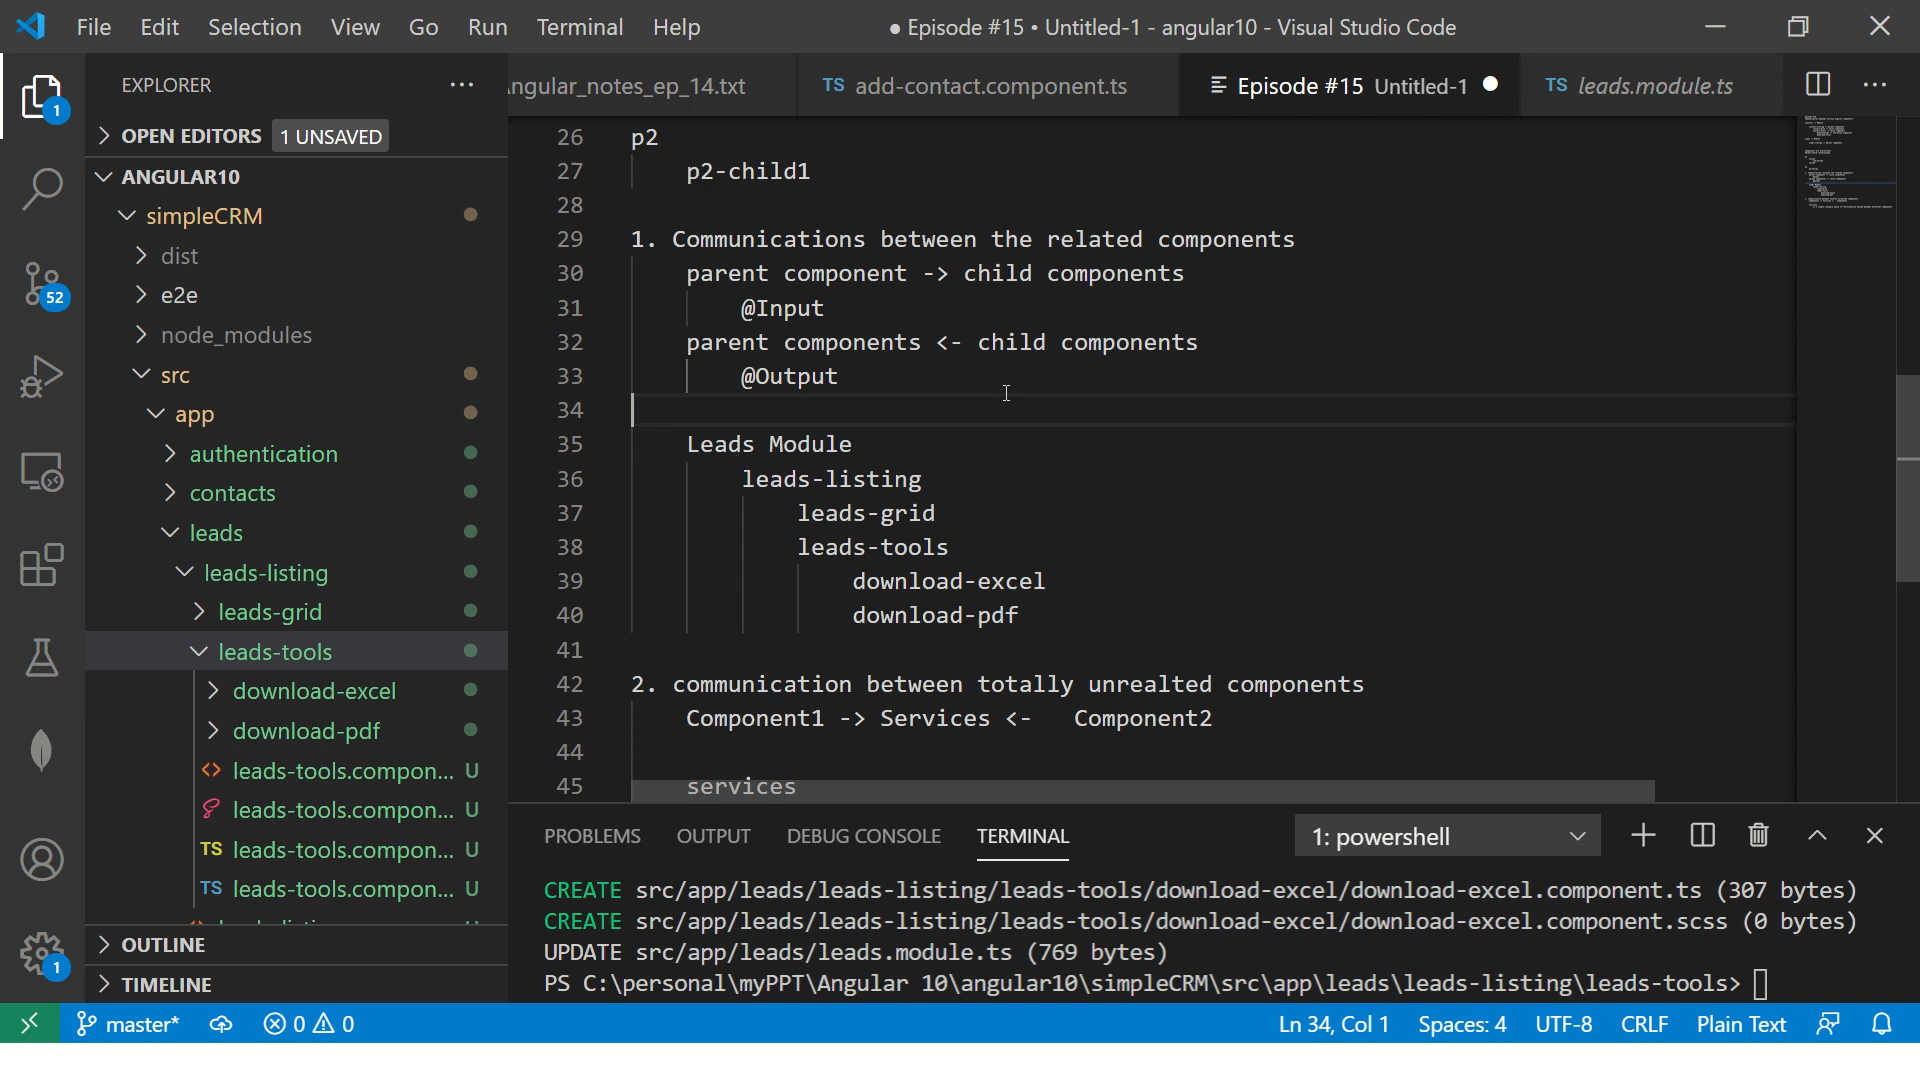 File Edit Selection View Go Run Terminal Help
● Episode #15 • Untitled-1 - angular10 - Visual Studio Code
EXPLORER
ngular_notes_ep_14.txt
TS add-contact.component.ts
Episode #15 Untitled-1
TS leads.module.ts
OPEN EDITORS 1 UNSAVED
ANGULAR10
simpleCRM
dist
e2e
node_modules
src
app
authentication
contacts
leads
leads-listing
leads-grid
leads-tools
download-excel
download-pdf
leads-tools.compon... U
leads-tools.compon... U
TS leads-tools.compon... U
TS leads-tools.compon... U
OUTLINE
TIMELINE
1
52
1
26 p2
27 p2-child1
28
29 1. Communications between the related components
30 parent component -> child components
31 @Input
32 parent components <- child components
33 @Output
34
35 Leads Module
36 leads-listing
37 leads-grid
38 leads-tools
39 download-excel
40 download-pdf
41
42 2. communication between totally unrealted components
43 Component1 -> Services <-   Component2
44
45 services
PROBLEMS OUTPUT DEBUG CONSOLE TERMINAL
1: powershell
CREATE src/app/leads/leads-listing/leads-tools/download-excel/download-excel.component.ts (307 bytes)
CREATE src/app/leads/leads-listing/leads-tools/download-excel/download-excel.component.scss (0 bytes)
UPDATE src/app/leads/leads.module.ts (769 bytes)
PS C:\personal\myPPT\Angular 10\angular10\simpleCRM\src\app\leads\leads-listing\leads-tools>
master* 0 0
Ln 34, Col 1 Spaces: 4 UTF-8 CRLF Plain Text